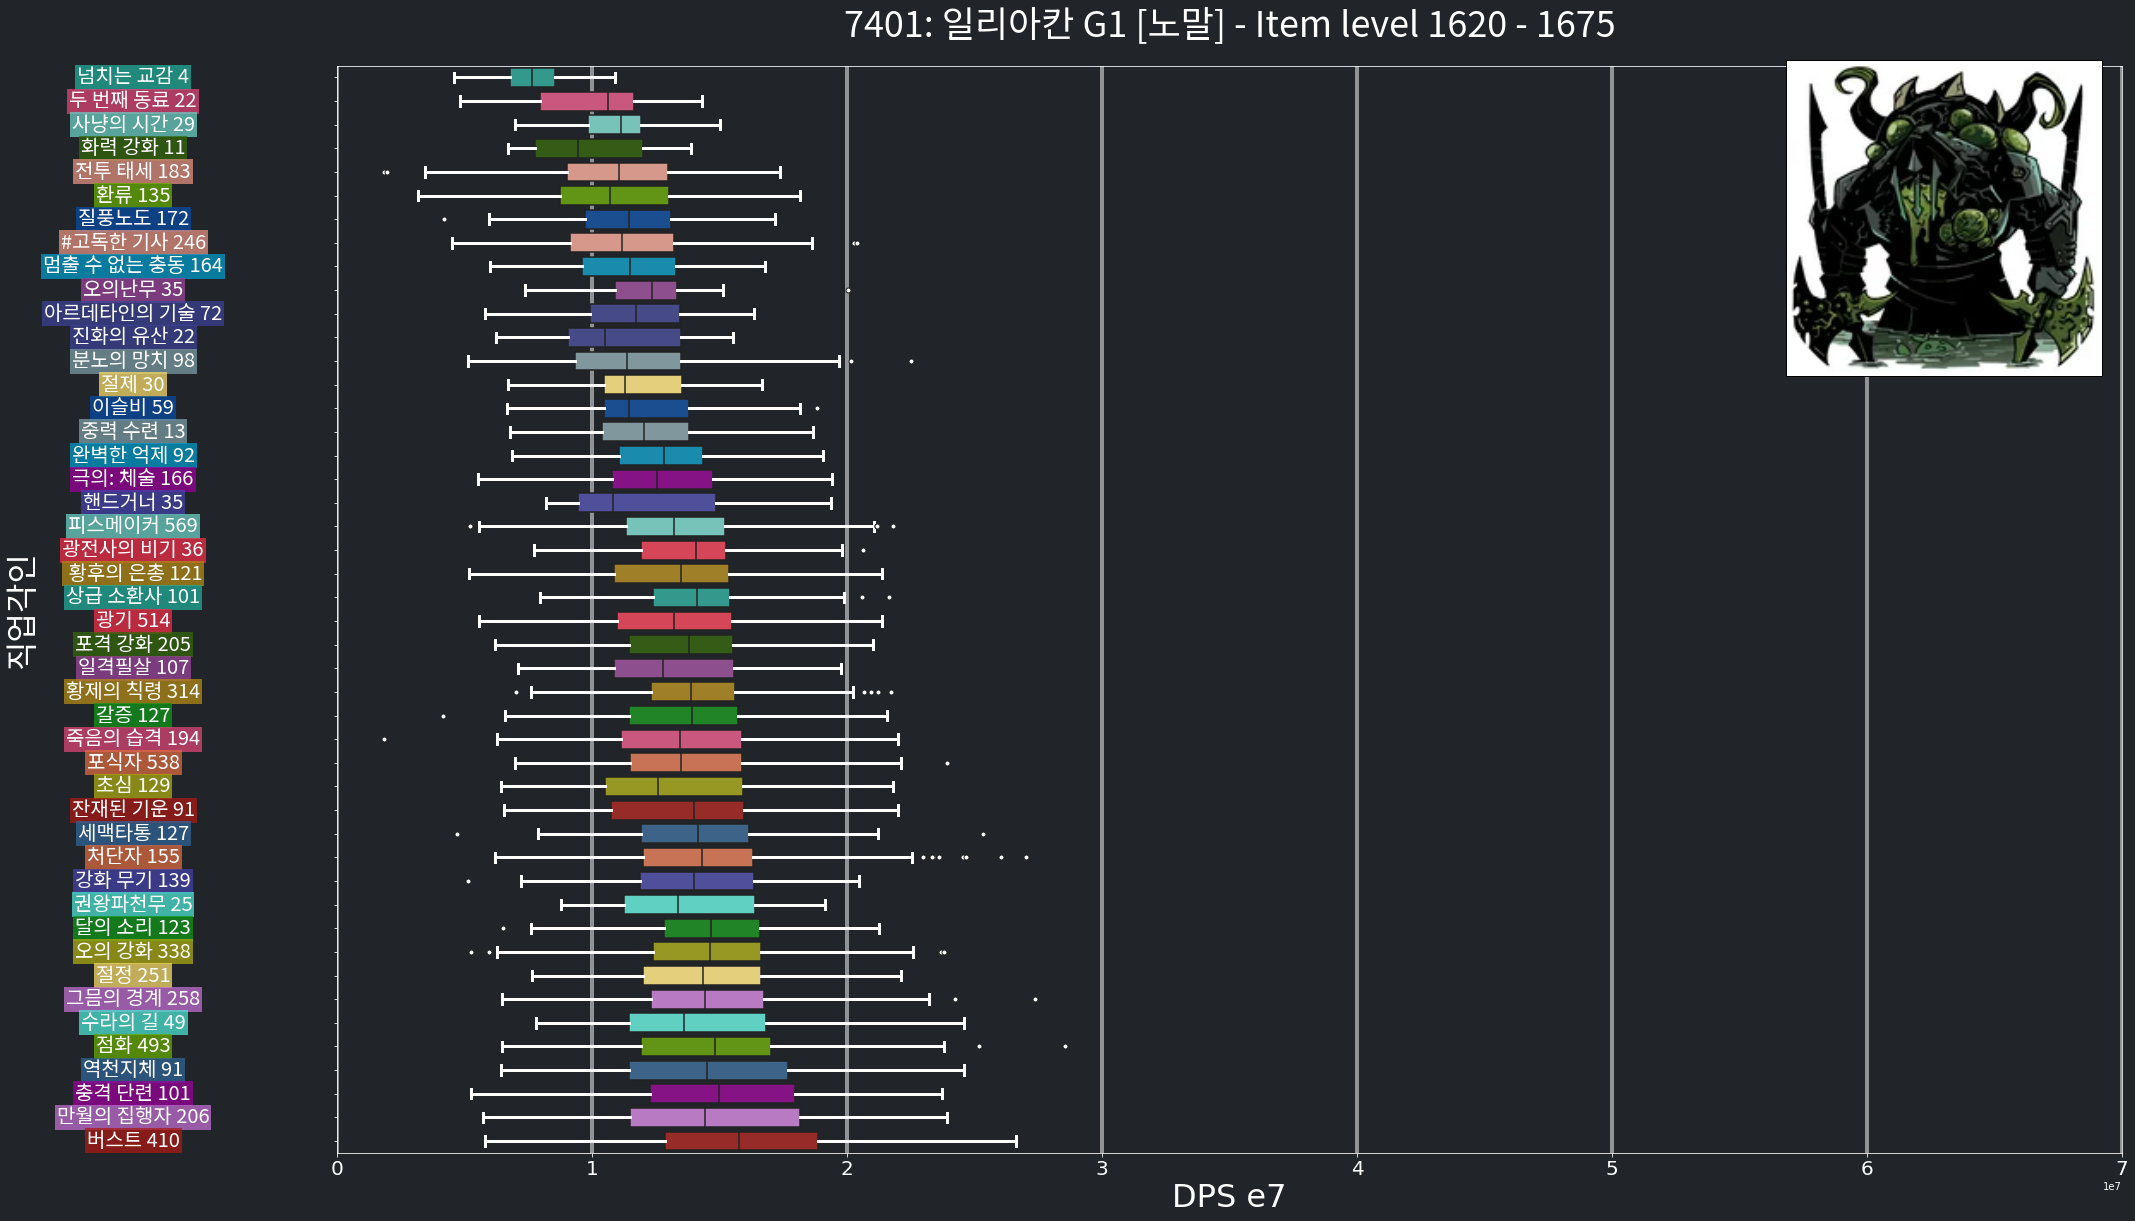 7401: 일리아칸 G1 [노말] - Item level 1620 - 1675
넘치는 교감 4
두 번째 동료 22
사냥의 시간 29
화력 강화 11
전투 태세 183
환류 135
질풍노도 172
#고독한 기사 246
멈출 수 없는 충동 164
오의난무 35
아르데타인의 기술 72
진화의 유산 22
분노의 망치 98
절제 30
이슬비 59
중력 수련 13
완벽한 억제 92
극의: 체술 166
핸드거너 35
피스메이커 569
광전사의 비기 36
황후의 은총 121
상급 소환사 101
광기 514
포격 강화 205
일격필살 107
황제의 칙령 314
갈증 127
죽음의 습격 194
포식자 538
초심 129
잔재된 기운 91
세맥타통 127
처단자 155
강화 무기 139
권왕파천무 25
달의 소리 123
오의 강화 338
절정 251
그믐의 경계 258
수라의 길 49
점화 493
역천지체 91
충격 단련 101
만월의 집행자 206
버스트 410
직업각인
0 1 2 3 4 5 6 7
1e7
DPS e7